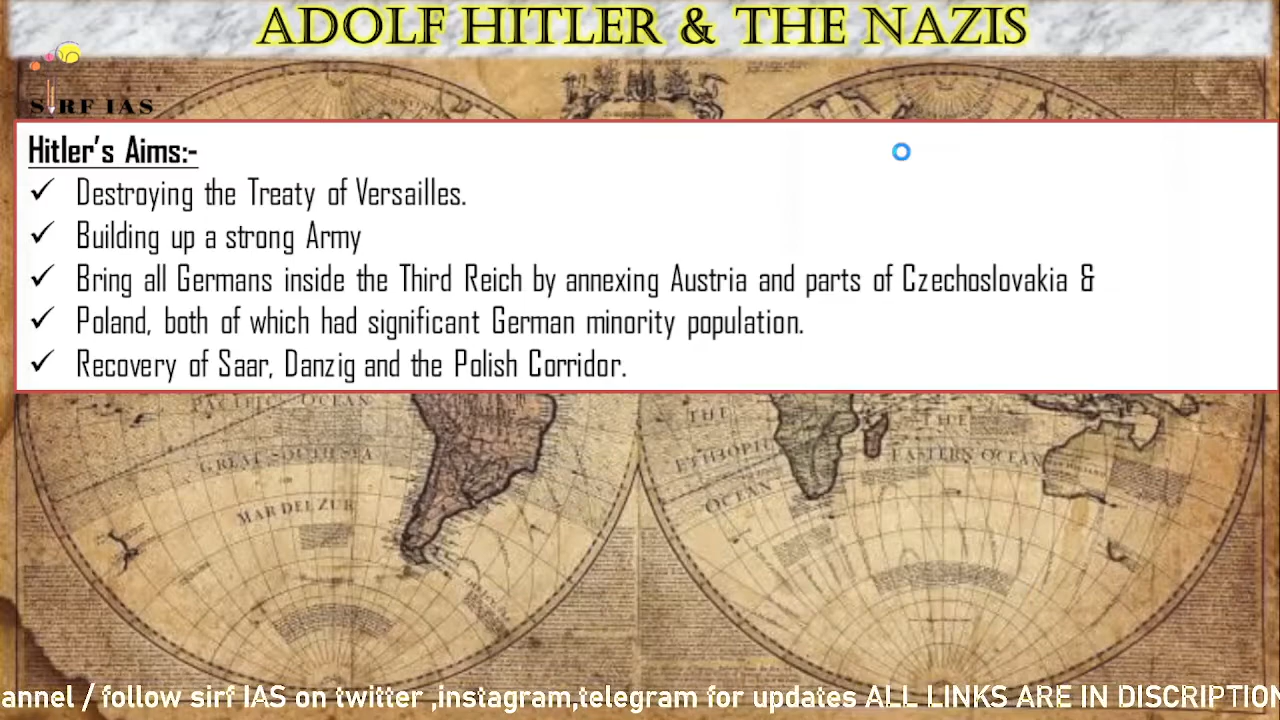 ADOLF HITLER & THE NAZIS
SIRF IAS
Hitler's Aims:-
✓ Destroying the Treaty of Versailles.
✓ Building up a strong Army
✓ Bring all Germans inside the Third Reich by annexing Austria and parts of Czechoslovakia &
✓ Poland, both of which had significant German minority population.
✓ Recovery of Saar, Danzig and the Polish Corridor.
PACIFIC OCEAN
THE
THE
GREAT SOUTH SEA
ETHIOPIC
EASTERN OCEAN
OCEAN
MAR DEL ZUR
annel / follow sirf IAS on twitter ,instagram,telegram for updates ALL LINKS ARE IN DISCRIPTION